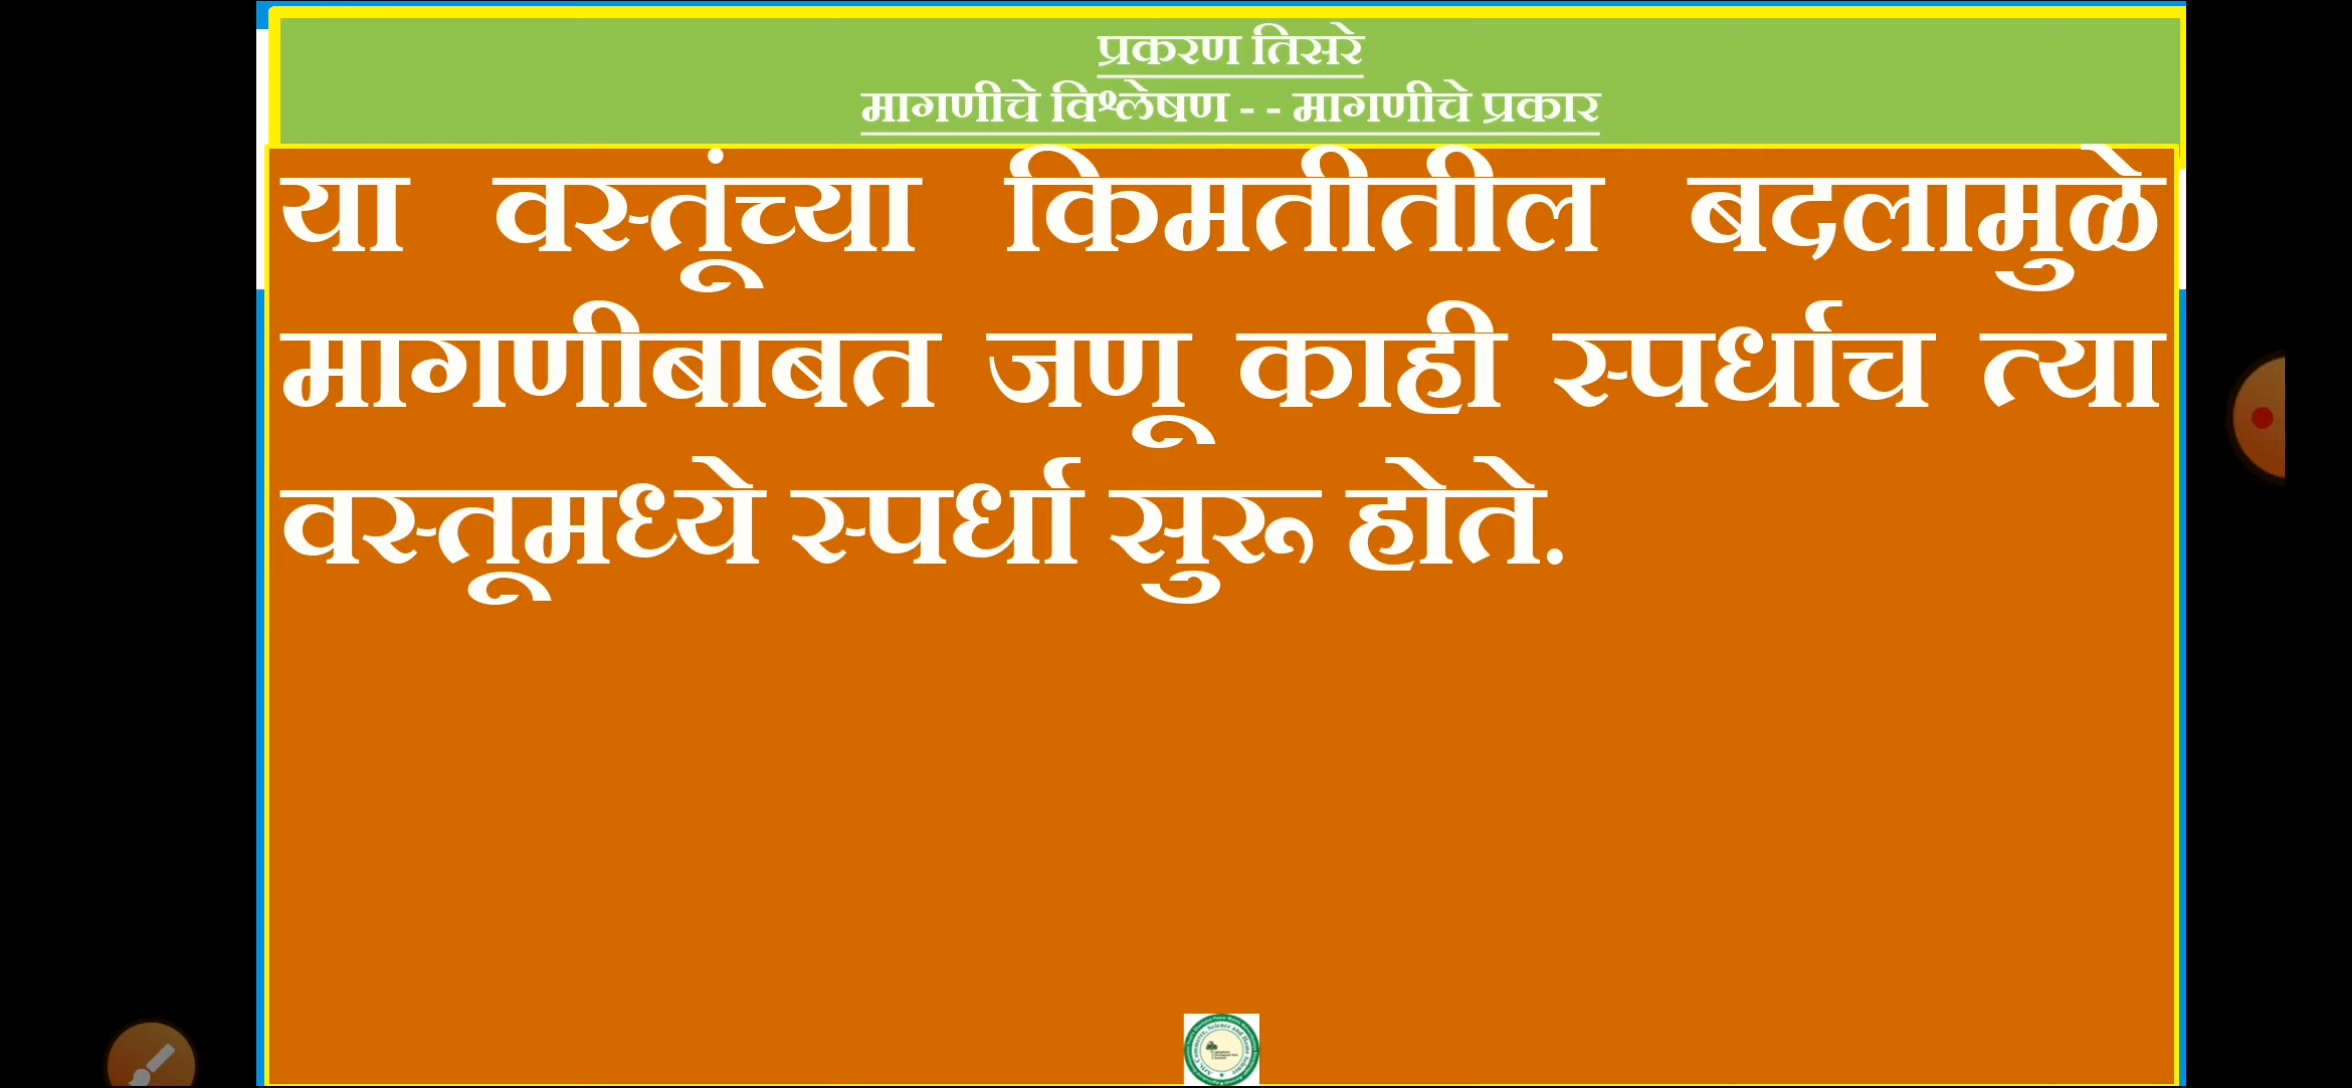 प्रकरण तिसरे
मागणीचे विश्लेषण - - मागणीचे प्रकार
या वस्तूंच्या किमतीतील बदलामुळे
मागणीबाबत जणू काही स्पर्धाच त्या
वस्तूमध्ये स्पर्धा सुरू होते.